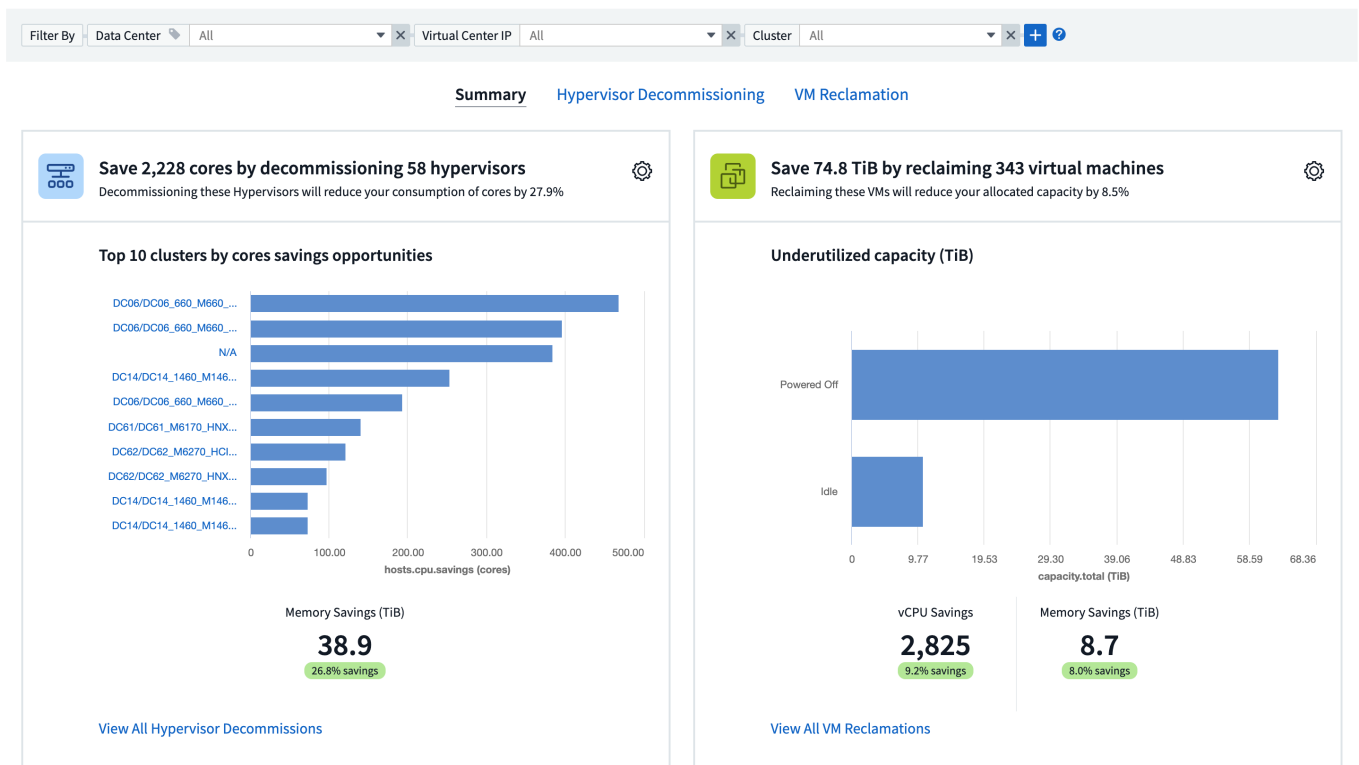 Filter By Data Center All Virtual Center IP All Cluster All
Summary Hypervisor Decommissioning VM Reclamation
Save 2,228 cores by decommissioning 58 hypervisors
Decommissioning these Hypervisors will reduce your consumption of cores by 27.9%
Top 10 clusters by cores savings opportunities
DC06/DC06_660_M660_...
DC06/DC06_660_M660_...
N/A
DC14/DC14_1460_M146...
DC06/DC06_660_M660_...
DC61/DC61_M6170_HNX...
DC62/DC62_M6270_HCI...
DC62/DC62_M6270_HNX...
DC14/DC14_1460_M146...
DC14/DC14_1460_M146...
0 100.00 200.00 300.00 400.00 500.00
hosts.cpu.savings (cores)
Memory Savings (TiB)
38.9
26.8% savings
View All Hypervisor Decommissions
Save 74.8 TiB by reclaiming 343 virtual machines
Reclaiming these VMs will reduce your allocated capacity by 8.5%
Underutilized capacity (TiB)
Powered Off
Idle
0 9.77 19.53 29.30 39.06 48.83 58.59 68.36
capacity.total (TiB)
vCPU Savings
2,825
9.2% savings
Memory Savings (TiB)
8.7
8.0% savings
View All VM Reclamations